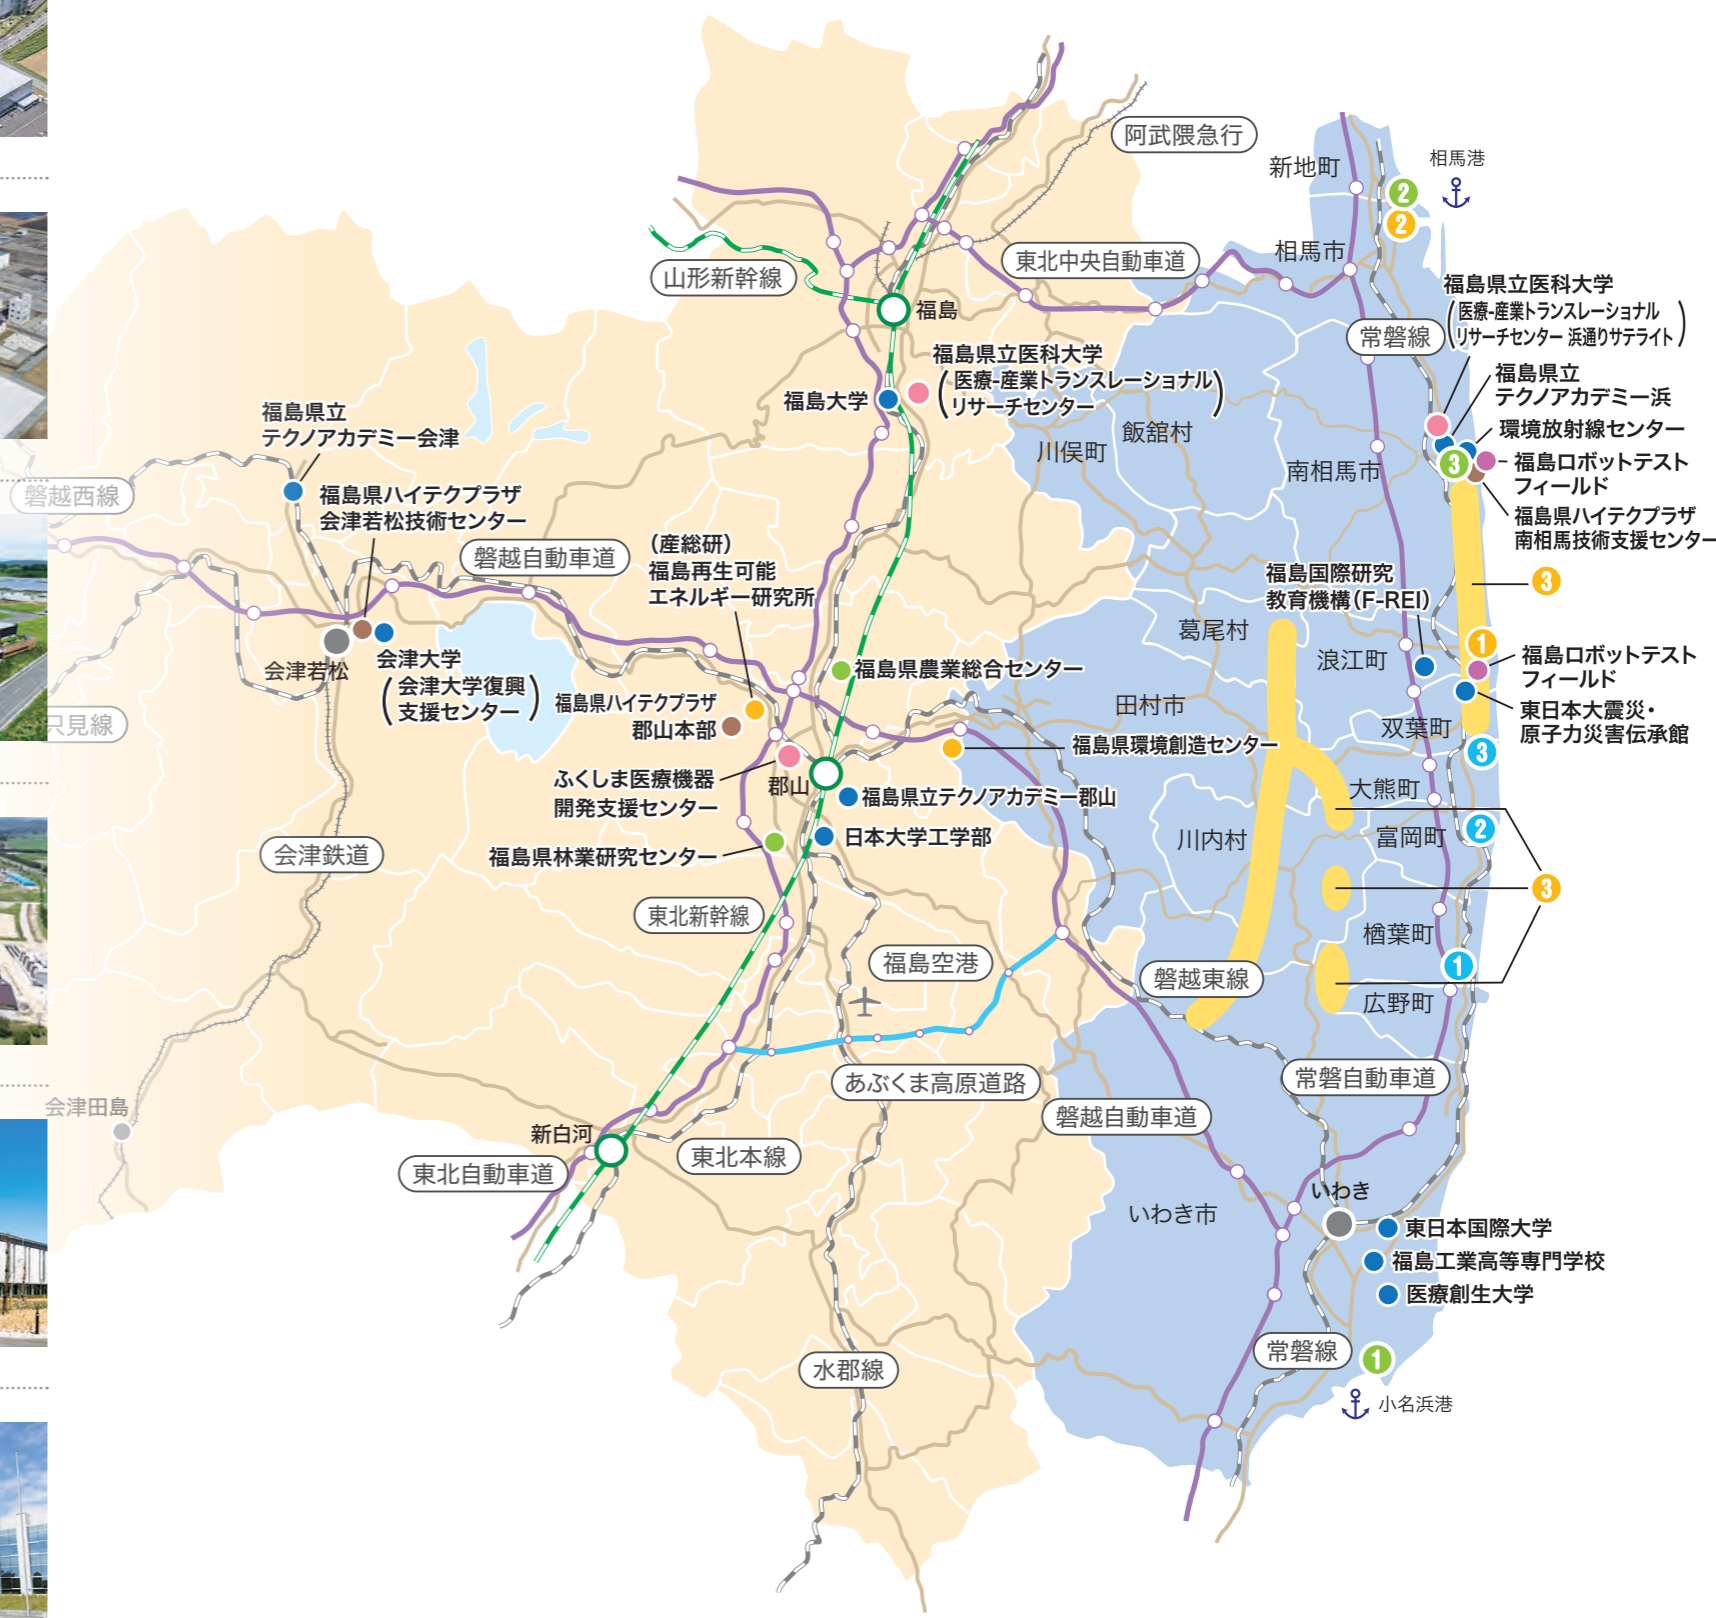 阿武隈急行
新地町
相馬港
2
2
相馬市
東北中央自動車道
山形新幹線
福島
福島県立医科大学
(医療-産業トランスレーショナル
リサーチセンター 浜通りサテライト)
常磐線
福島県立医科大学
(医療-産業トランスレーショナル
リサーチセンター)
福島大学
福島県立
テクノアカデミー浜
環境放射線センター
福島ロボットテスト
フィールド
福島県ハイテクプラザ
南相馬技術支援センター
3
川俣町
飯舘村
南相馬市
福島県立
テクノアカデミー会津
磐越西線
福島県ハイテクプラザ
会津若松技術センター
磐越自動車道
(産総研)
福島再生可能
エネルギー研究所
福島国際研究
教育機構(F-REI)
3
葛尾村
浪江町
1
福島ロボットテスト
フィールド
東日本大震災・
原子力災害伝承館
会津若松
会津大学
(会津大学復興
支援センター)
福島県農業総合センター
福島県ハイテクプラザ
郡山本部
只見線
田村市
双葉町
3
福島県環境創造センター
ふくしま医療機器
開発支援センター
郡山
福島県立テクノアカデミー郡山
大熊町
日本大学工学部
川内村
富岡町
2
会津鉄道
福島県林業研究センター
3
東北新幹線
福島空港
楢葉町
1
磐越東線
広野町
あぶくま高原道路
常磐自動車道
会津田島
磐越自動車道
新白河
東北本線
東北自動車道
いわき
いわき市
東日本国際大学
福島工業高等専門学校
医療創生大学
常磐線
1
水郡線
小名浜港